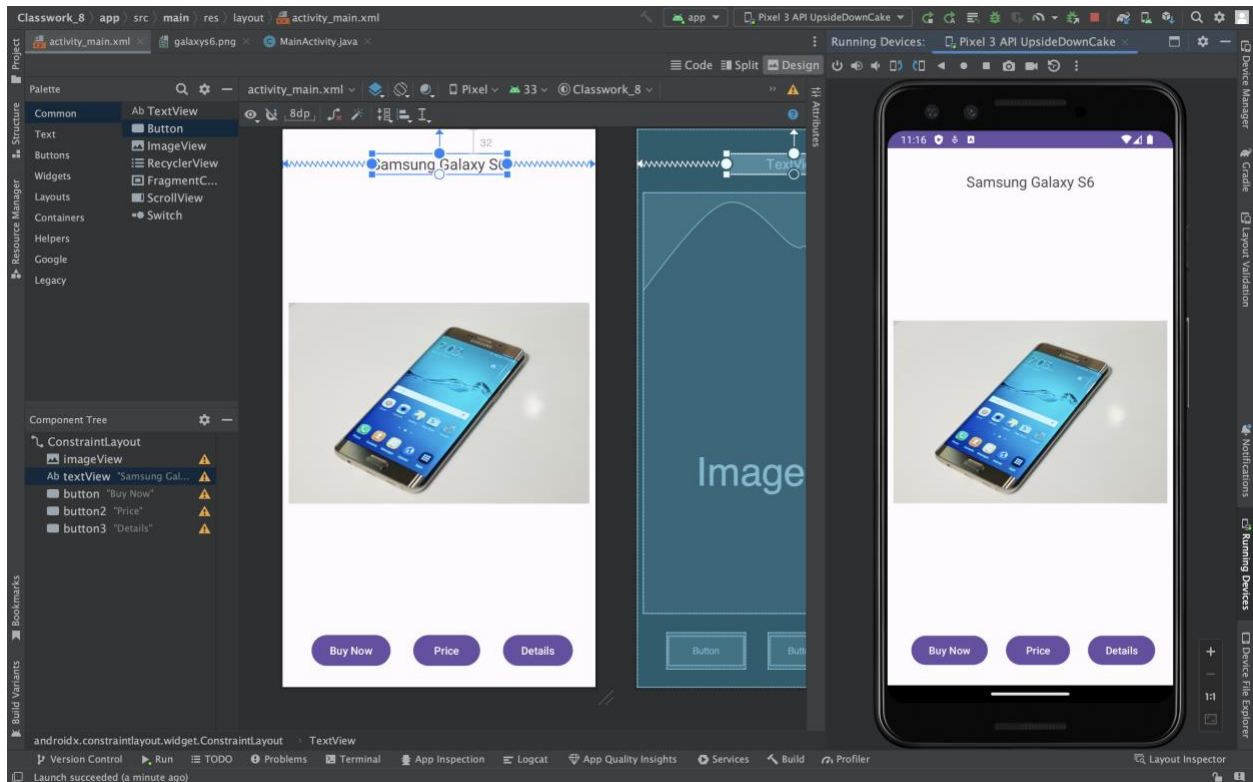 Classwork_8 app src main res layout activity_main.xml app Pixel 3 API UpsideDownCake
activity_main.xml galaxys6.png MainActivity.java Running Devices: Pixel 3 API UpsideDownCake
Code Split Design
Palette activity_main.xml Pixel 33 Classwork_8
Common
Text
Buttons
Widgets
Layouts
Containers
Helpers
Google
Legacy
Ab TextView
Button
ImageView
RecyclerView
FragmentC...
ScrollView
Switch
8dp
32
Samsung Galaxy S6
TextVi
Image
Buy Now Price Details
Button Butt
11:16
Samsung Galaxy S6
Buy Now Price Details
Component Tree
ConstraintLayout
imageView
Ab textView "Samsung Gal...
button "Buy Now"
button2 "Price"
button3 "Details"
Project
Structure
Resource Manager
Bookmarks
Build Variants
Attributes
Device Manager
Gradle
Layout Validation
Notifications
Running Devices
Device File Explorer
1:1
androidx.constraintlayout.widget.ConstraintLayout TextView
Version Control Run TODO Problems Terminal App Inspection Logcat App Quality Insights Services Build Profiler Layout Inspector
Launch succeeded (a minute ago)